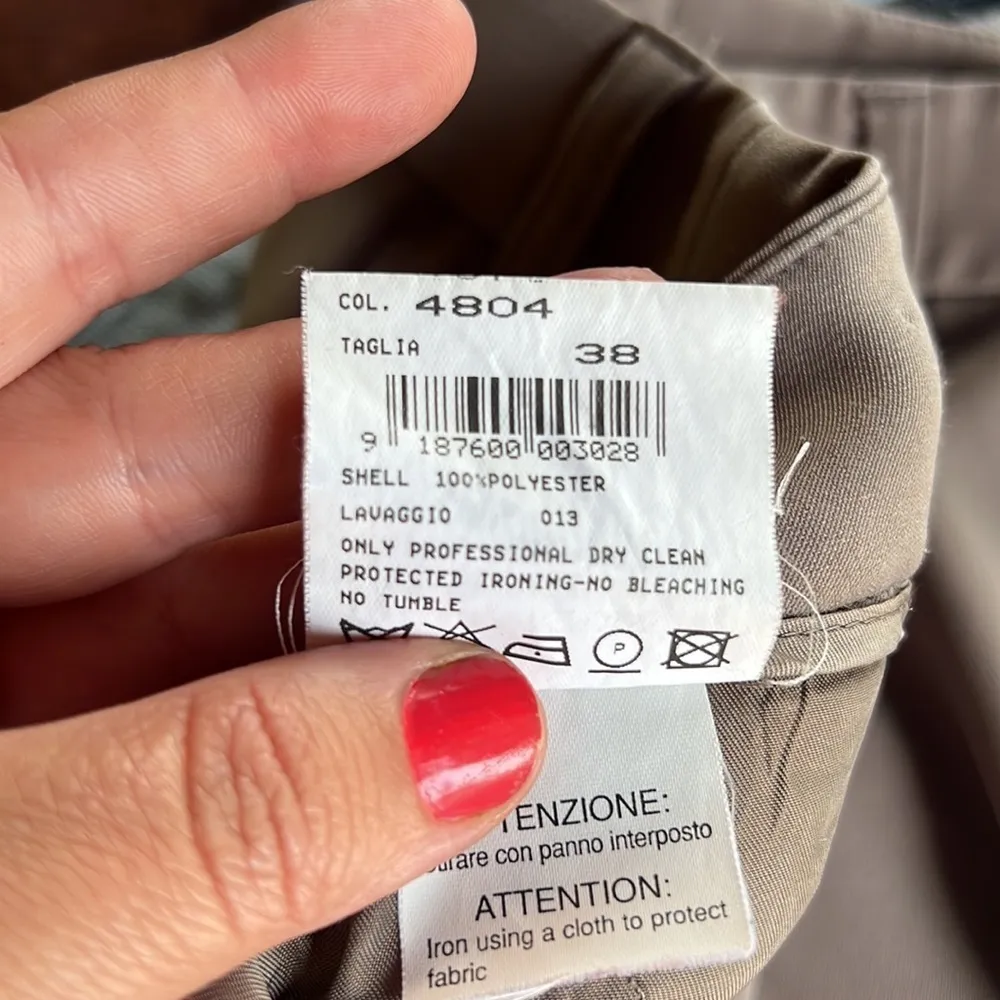 COL. 4804
TAGLIA 38
9 187600 003028
SHELL 100%POLYESTER
LAVAGGIO 013
ONLY PROFESSIONAL DRY CLEAN
PROTECTED IRONING-NO BLEACHING
NO TUMBLE
P
TENZIONE:
rare con panno interposto
ATTENTION:
Iron using a cloth to protect
fabric